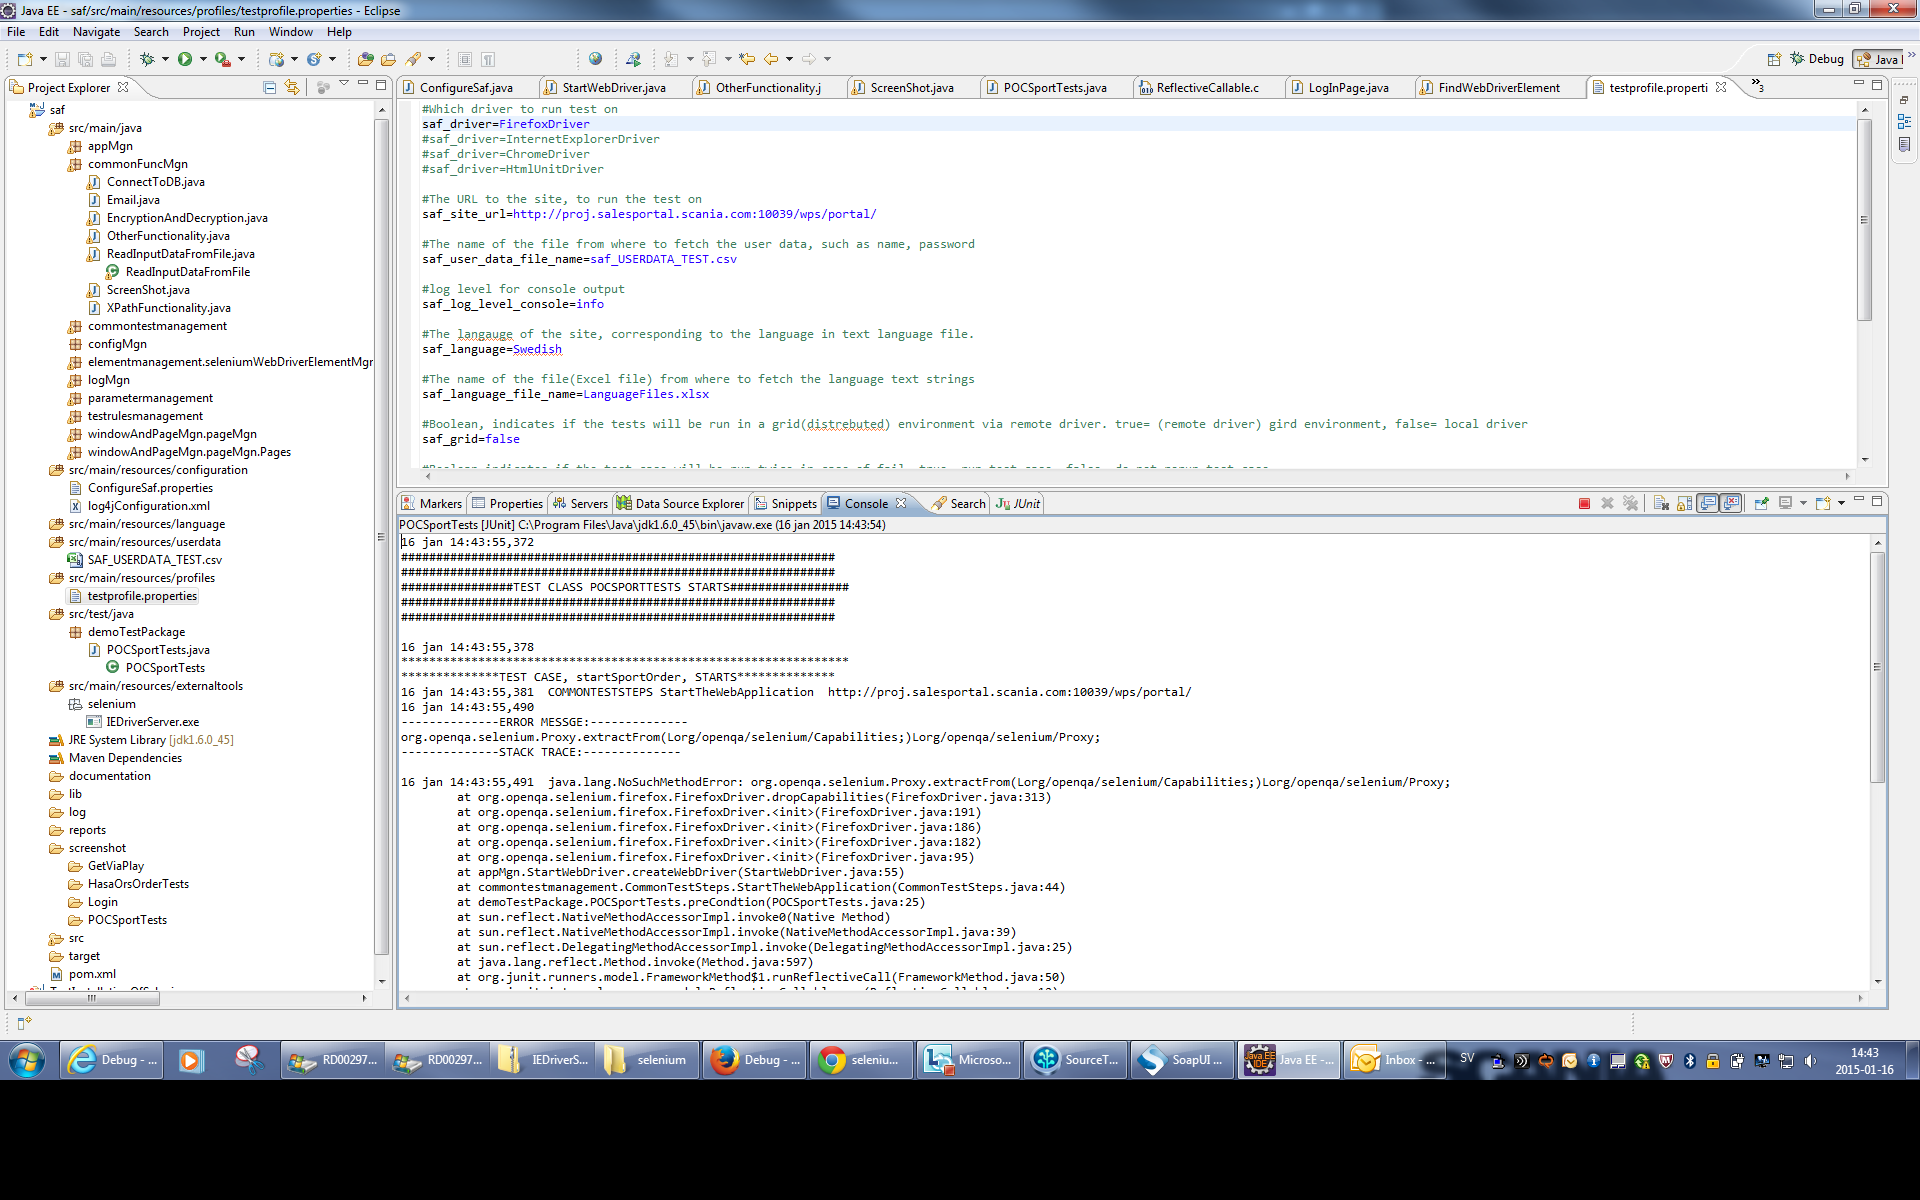 Java EE - saf/src/main/resources/profiles/testprofile.properties - Eclipse
File Edit Navigate Search Project Run Window Help
Debug Java
Project Explorer
saf
src/main/java
appMgn
commonFuncMgn
ConnectToDB.java
Email.java
EncryptionAndDecryption.java
OtherFunctionality.java
ReadInputDataFromFile.java
ReadInputDataFromFile
ScreenShot.java
XPathFunctionality.java
commontestmanagement
configMgn
elementmanagement.seleniumWebDriverElementMgr
logMgn
parametermanagement
testrulesmanagement
windowAndPageMgn.pageMgn
windowAndPageMgn.pageMgn.Pages
src/main/resources/configuration
ConfigureSaf.properties
log4jConfiguration.xml
src/main/resources/language
src/main/resources/userdata
SAF_USERDATA_TEST.csv
src/main/resources/profiles
testprofile.properties
src/test/java
demoTestPackage
POCSportTests.java
POCSportTests
src/main/resources/externaltools
selenium
IEDriverServer.exe
JRE System Library [jdk1.6.0_45]
Maven Dependencies
documentation
lib
log
reports
screenshot
GetViaPlay
HasaOrsOrderTests
Login
POCSportTests
src
target
pom.xml
ConfigureSaf.java StartWebDriver.java OtherFunctionality.j ScreenShot.java POCSportTests.java ReflectiveCallable.c LogInPage.java FindWebDriverElement testprofile.properti »3
#Which driver to run test on
saf_driver=FirefoxDriver
#saf_driver=InternetExplorerDriver
#saf_driver=ChromeDriver
#saf_driver=HtmlUnitDriver
#The URL to the site, to run the test on
saf_site_url=http://proj.salesportal.scania.com:10039/wps/portal/
#The name of the file from where to fetch the user data, such as name, password
saf_user_data_file_name=saf_USERDATA_TEST.csv
#log level for console output
saf_log_level_console=info
#The langauge of the site, corresponding to the language in text language file.
saf_language=Swedish
#The name of the file(Excel file) from where to fetch the language text strings
saf_language_file_name=LanguageFiles.xlsx
#Boolean, indicates if the tests will be run in a grid(distrebuted) environment via remote driver. true= (remote driver) gird environment, false= local driver
saf_grid=false
Markers Properties Servers Data Source Explorer Snippets Console Search JUnit
POCSportTests [JUnit] C:\Program Files\Java\jdk1.6.0_45\bin\javaw.exe (16 jan 2015 14:43:54)
16 jan 14:43:55,372
##############################################################
##############################################################
################TEST CLASS POCSPORTTESTS STARTS#################
##############################################################
##############################################################
16 jan 14:43:55,378
****************************************************************
**************TEST CASE, startSportOrder, STARTS**************
16 jan 14:43:55,381  COMMONTESTSTEPS StartTheWebApplication  http://proj.salesportal.scania.com:10039/wps/portal/
16 jan 14:43:55,490
--------------ERROR MESSGE:--------------
org.openqa.selenium.Proxy.extractFrom(Lorg/openqa/selenium/Capabilities;)Lorg/openqa/selenium/Proxy;
--------------STACK TRACE:--------------
16 jan 14:43:55,491  java.lang.NoSuchMethodError: org.openqa.selenium.Proxy.extractFrom(Lorg/openqa/selenium/Capabilities;)Lorg/openqa/selenium/Proxy;
at org.openqa.selenium.firefox.FirefoxDriver.dropCapabilities(FirefoxDriver.java:313)
at org.openqa.selenium.firefox.FirefoxDriver.<init>(FirefoxDriver.java:191)
at org.openqa.selenium.firefox.FirefoxDriver.<init>(FirefoxDriver.java:186)
at org.openqa.selenium.firefox.FirefoxDriver.<init>(FirefoxDriver.java:182)
at org.openqa.selenium.firefox.FirefoxDriver.<init>(FirefoxDriver.java:95)
at appMgn.StartWebDriver.createWebDriver(StartWebDriver.java:55)
at commontestmanagement.CommonTestSteps.StartTheWebApplication(CommonTestSteps.java:44)
at demoTestPackage.POCSportTests.preCondtion(POCSportTests.java:25)
at sun.reflect.NativeMethodAccessorImpl.invoke0(Native Method)
at sun.reflect.NativeMethodAccessorImpl.invoke(NativeMethodAccessorImpl.java:39)
at sun.reflect.DelegatingMethodAccessorImpl.invoke(DelegatingMethodAccessorImpl.java:25)
at java.lang.reflect.Method.invoke(Method.java:597)
at org.junit.runners.model.FrameworkMethod$1.runReflectiveCall(FrameworkMethod.java:50)
Debug - ... RD00297... RD00297... IEDriverS... selenium Debug - ... seleniu... Microso... SourceT... SoapUI ... Java EE -... Inbox - ... SV 14:43
2015-01-16